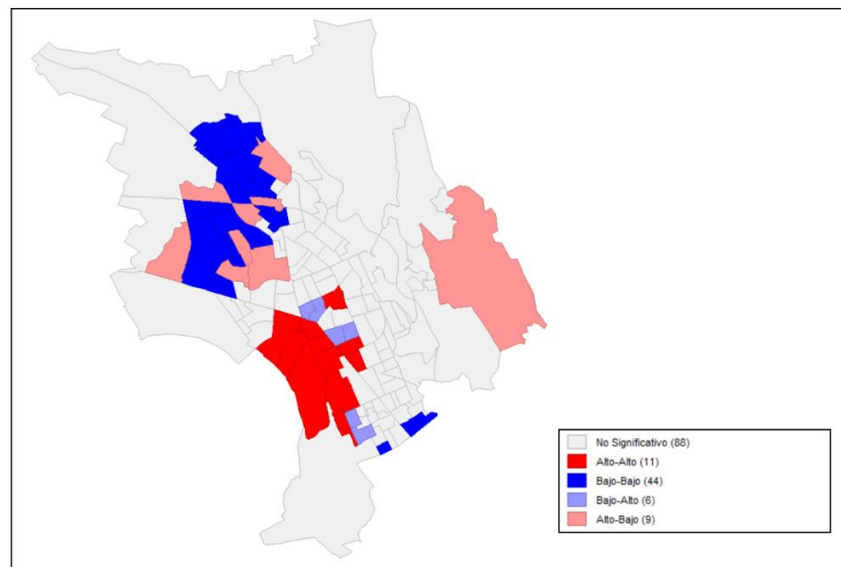 No Significativo (88)
Alto-Alto (11)
Bajo-Bajo (44)
Bajo-Alto (6)
Alto-Bajo (9)